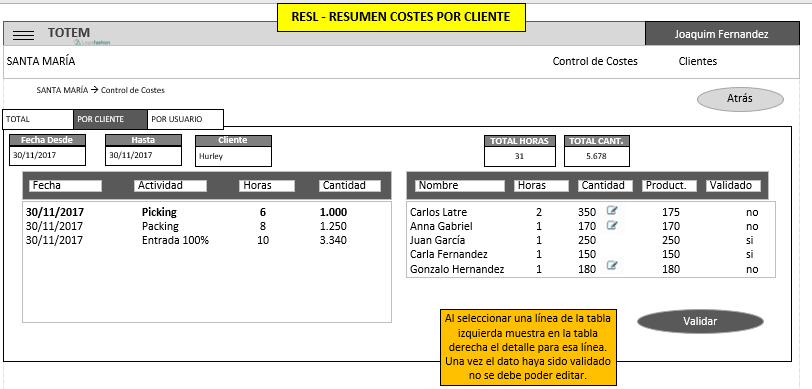 RESL - RESUMEN COSTES POR CLIENTE
TOTEM
Joaquim Fernandez
SANTA MARÍA
Control de Costes
Clientes
SANTA MARÍA → Control de Costes
Atrás
TOTAL
POR CLIENTE
POR USUARIO
Fecha Desde
Hasta
Cliente
TOTAL HORAS
TOTAL CANT.
30/11/2017
30/11/2017
Hurley
31
5.678
Fecha Actividad Horas Cantidad
30/11/2017 Picking 6 1.000
30/11/2017 Packing 8 1.250
30/11/2017 Entrada 100% 10 3.340
Nombre Horas Cantidad Product. Validado
Carlos Latre 2 350 175 no
Anna Gabriel 1 170 170 no
Juan García 1 250 250 si
Carla Fernandez 1 150 150 si
Gonzalo Hernandez 1 180 180 no
Al seleccionar una línea de la tabla
izquierda muestra en la tabla
derecha el detalle para esa línea.
Una vez el dato haya sido validado
no se debe poder editar.
Validar